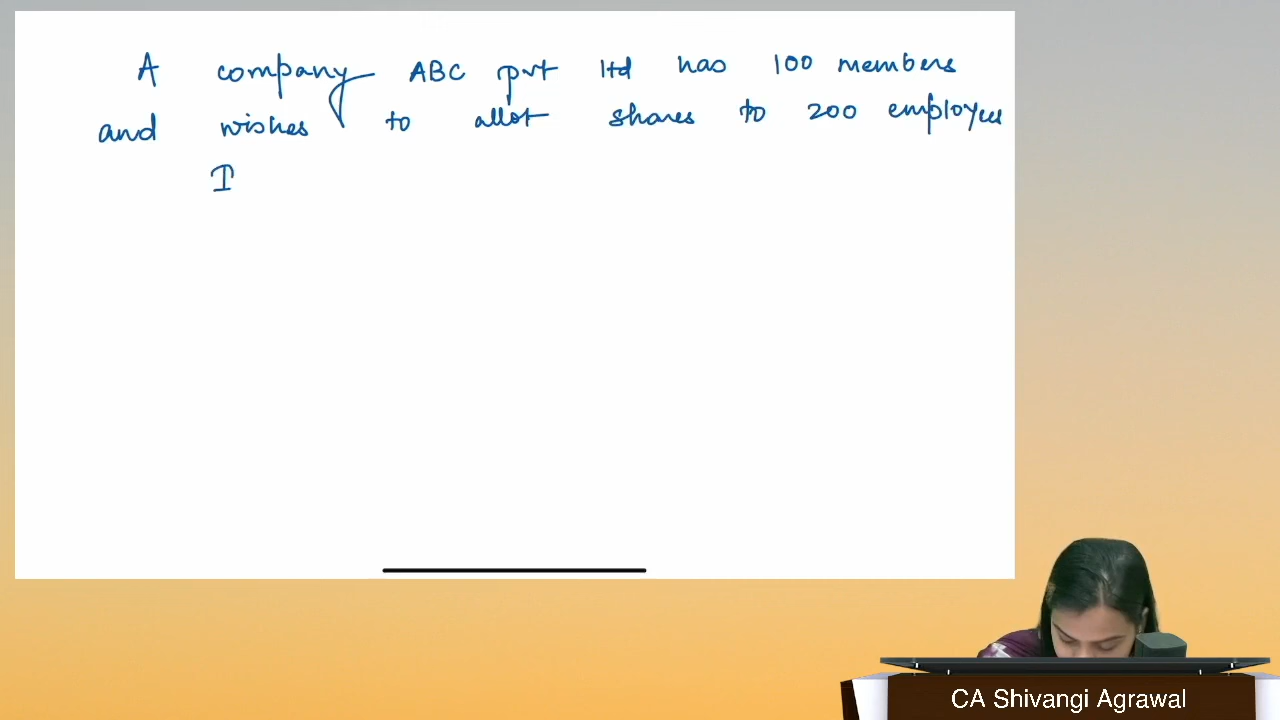 A company ABC pvt ltd has 100 members
and wishes to allot shares to 200 employees
I
CA Shivangi Agrawal